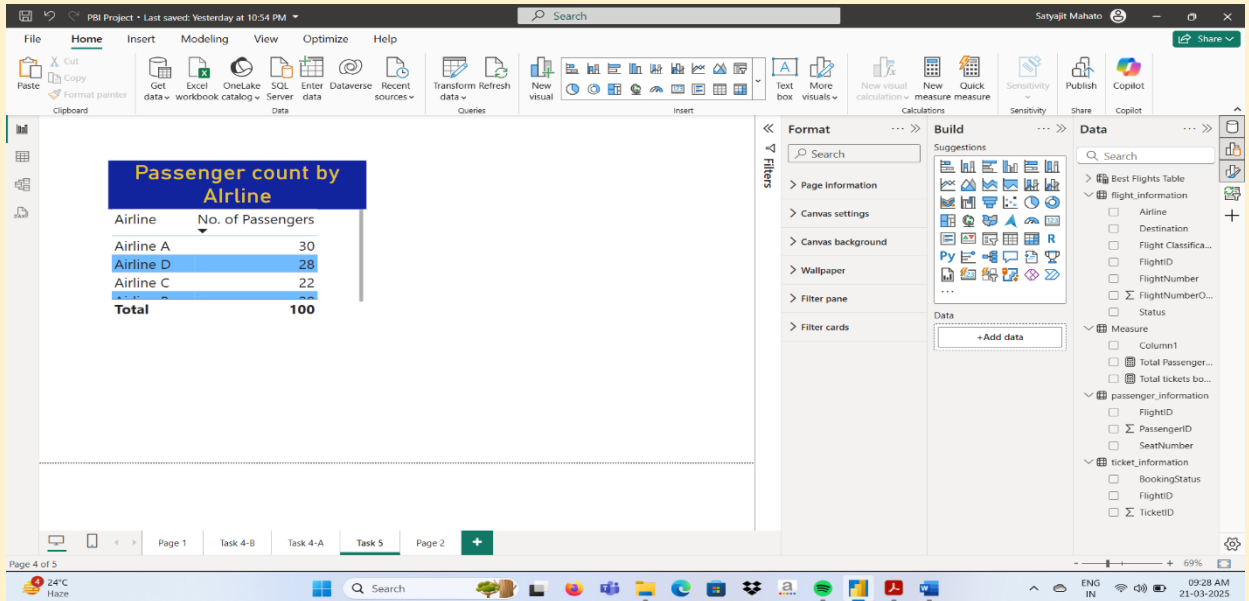 PBI Project • Last saved: Yesterday at 10:54 PM
Search
Satyajit Mahato
File Home Insert Modeling View Optimize Help
Share
Paste
Cut
Copy
Format painter
Clipboard
Get data
Excel workbook
OneLake catalog
SQL Server
Enter data
Dataverse
Recent sources
Data
Transform data
Refresh
Queries
New visual
Text box
More visuals
Insert
New visual calculation
New measure
Quick measure
Calculations
Sensitivity
Sensitivity
Publish
Share
Copilot
Copilot
Passenger count by
AIrline
Airline No. of Passengers
Airline A 30
Airline D 28
Airline C 22
Total 100
Filters
Format
Search
Page information
Canvas settings
Canvas background
Wallpaper
Filter pane
Filter cards
Build
Suggestions
123
R
Py
...
Data
+Add data
Data
Search
Best Flights Table
flight_information
Airline
Destination
Flight Classifica...
FlightID
FlightNumber
∑ FlightNumberO...
Status
Measure
Column1
Total Passenger...
Total tickets bo...
passenger_information
FlightID
∑ PassengerID
SeatNumber
ticket_information
BookingStatus
FlightID
∑ TicketID
Page 1 Task 4-B Task 4-A Task 5 Page 2 +
Page 4 of 5
- + 69%
4
24°C
Haze
Search
ENG
IN
09:28 AM
21-03-2025